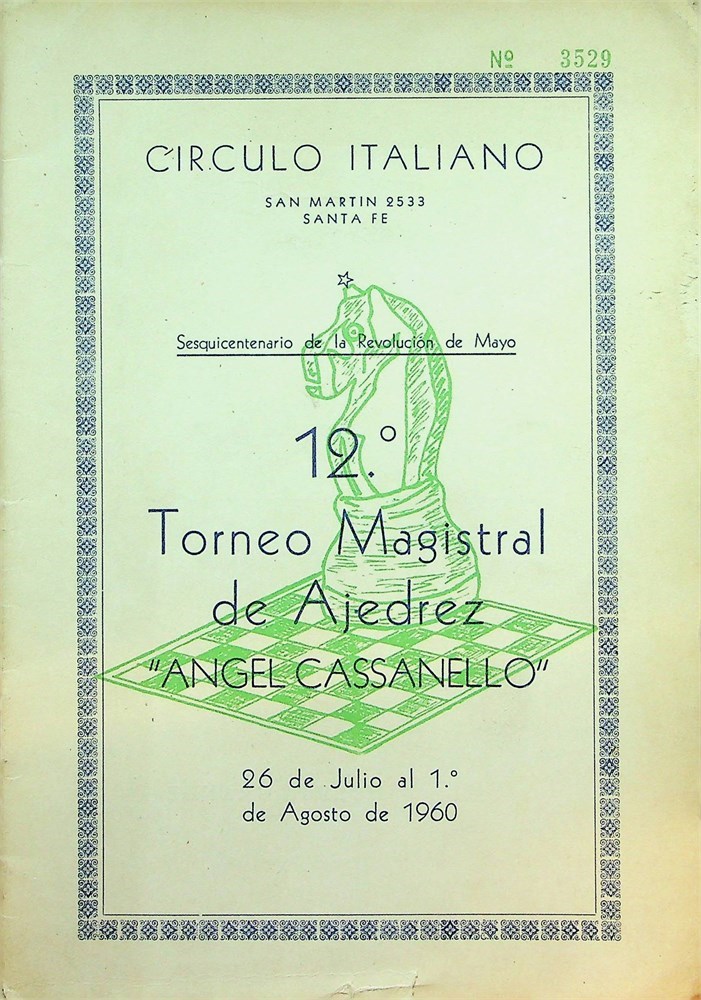 Nº 3529
CIRCULO ITALIANO
SAN MARTIN 2533
SANTA FE
Sesquicentenario de la Revolución de Mayo
12.°
Torneo Magistral
de Ajedrez
"ANGEL CASSANELLO"
26 de Julio al 1.°
de Agosto de 1960